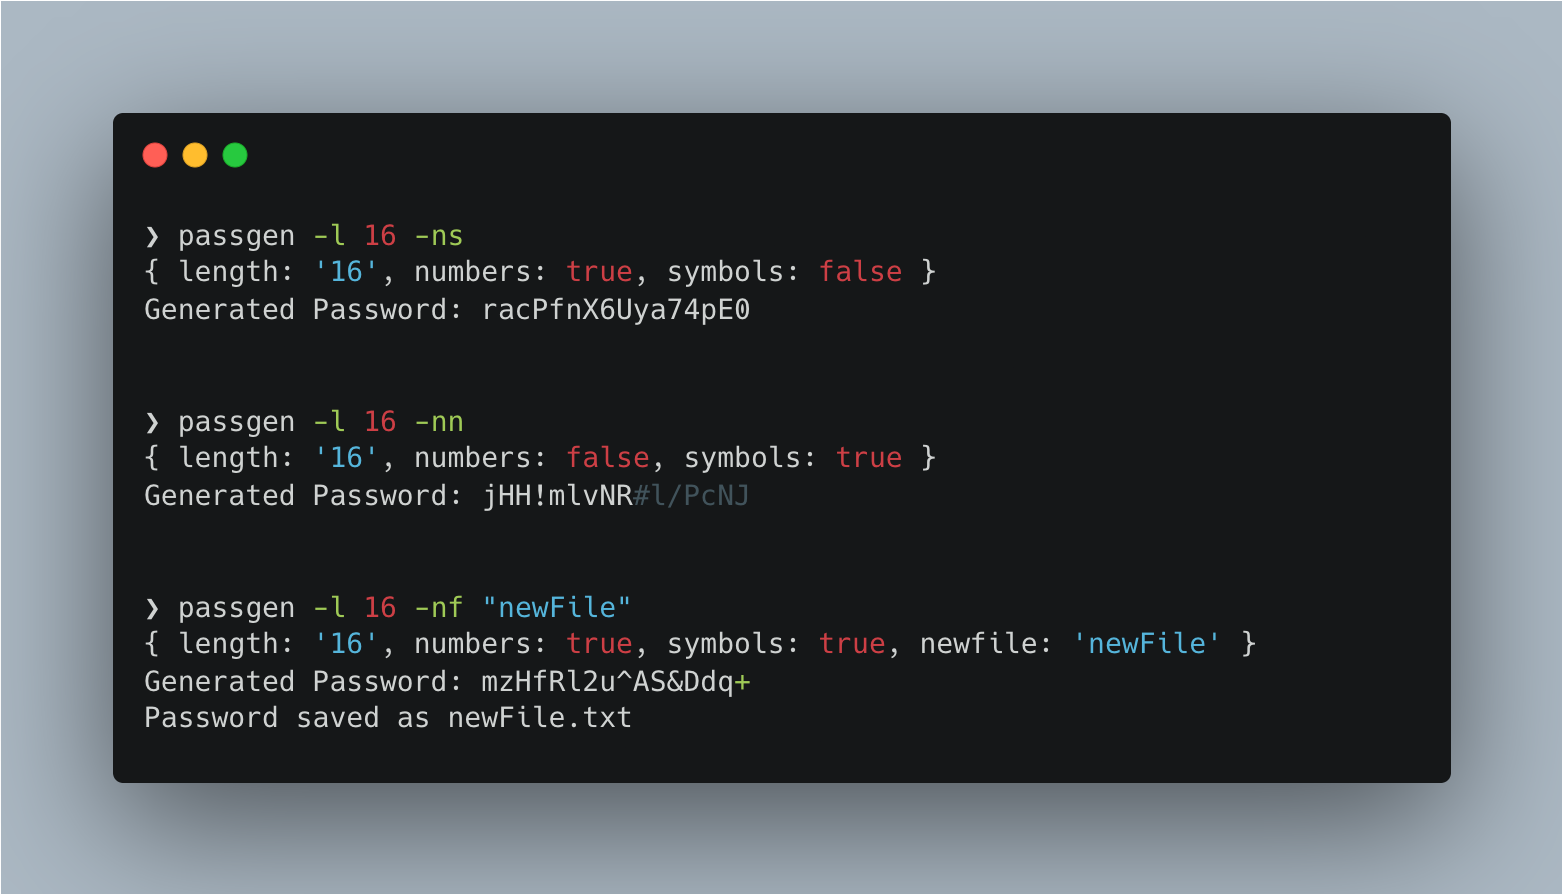 ❯ passgen -l 16 -ns
{ length: '16', numbers: true, symbols: false }
Generated Password: racPfnX6Uya74pE0
❯ passgen -l 16 -nn
{ length: '16', numbers: false, symbols: true }
Generated Password: jHH!mlvNR#l/PcNJ
❯ passgen -l 16 -nf "newFile"
{ length: '16', numbers: true, symbols: true, newfile: 'newFile' }
Generated Password: mzHfRl2u^AS&Ddq+
Password saved as newFile.txt